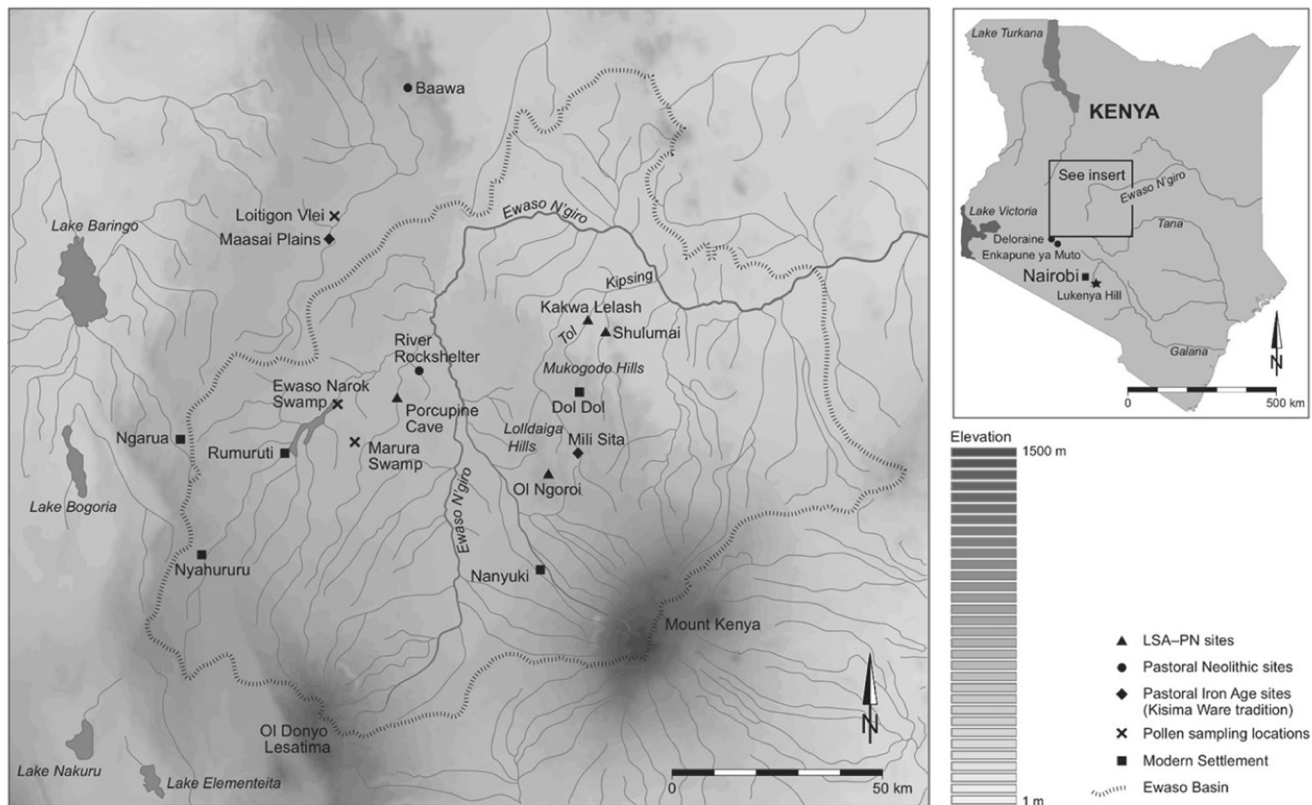 Baawa
Loitigon Vlei
Maasai Plains
Lake Baringo
Ewaso N'giro
Kipsing
Kakwa Lelash
Tol
Shulumai
River
Rockshelter
Mukogodo Hills
Ewaso Narok
Swamp
Dol Dol
Porcupine
Cave
Lolldaiga
Hills
Mili Sita
Ngarua
Rumuruti
Marura
Swamp
Ol Ngoroi
Lake Bogoria
Ewaso N'giro
Nyahururu
Nanyuki
Mount Kenya
N
Ol Donyo
Lesatima
Lake Nakuru
Lake Elementeita
0 50 km
Lake Turkana
KENYA
See insert
Ewaso N'giro
Lake Victoria
Tana
Deloraine
Enkapune ya Muto
Nairobi
Lukenya Hill
Galana
N
0 500 km
Elevation
1500 m
1 m
LSA–PN sites
Pastoral Neolithic sites
Pastoral Iron Age sites
(Kisima Ware tradition)
Pollen sampling locations
Modern Settlement
Ewaso Basin